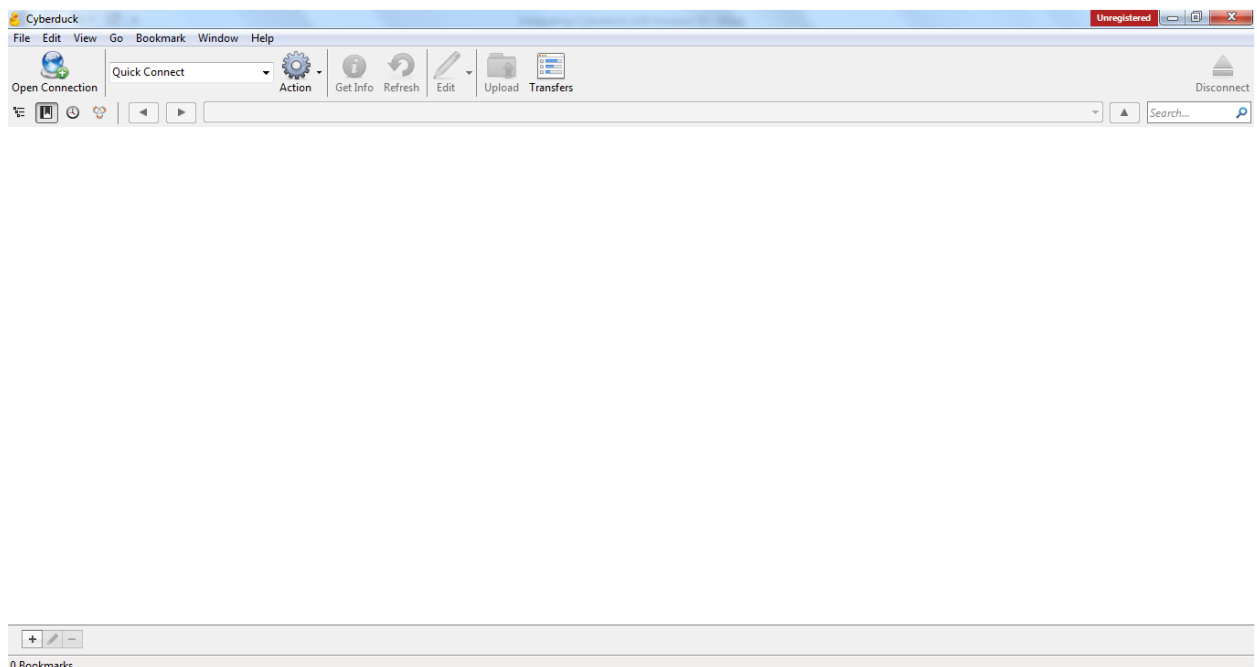 Cyberduck Unregistered
File Edit View Go Bookmark Window Help
Quick Connect
Open Connection Action Get Info Refresh Edit Upload Transfers Disconnect
Search...
0 Bookmarks